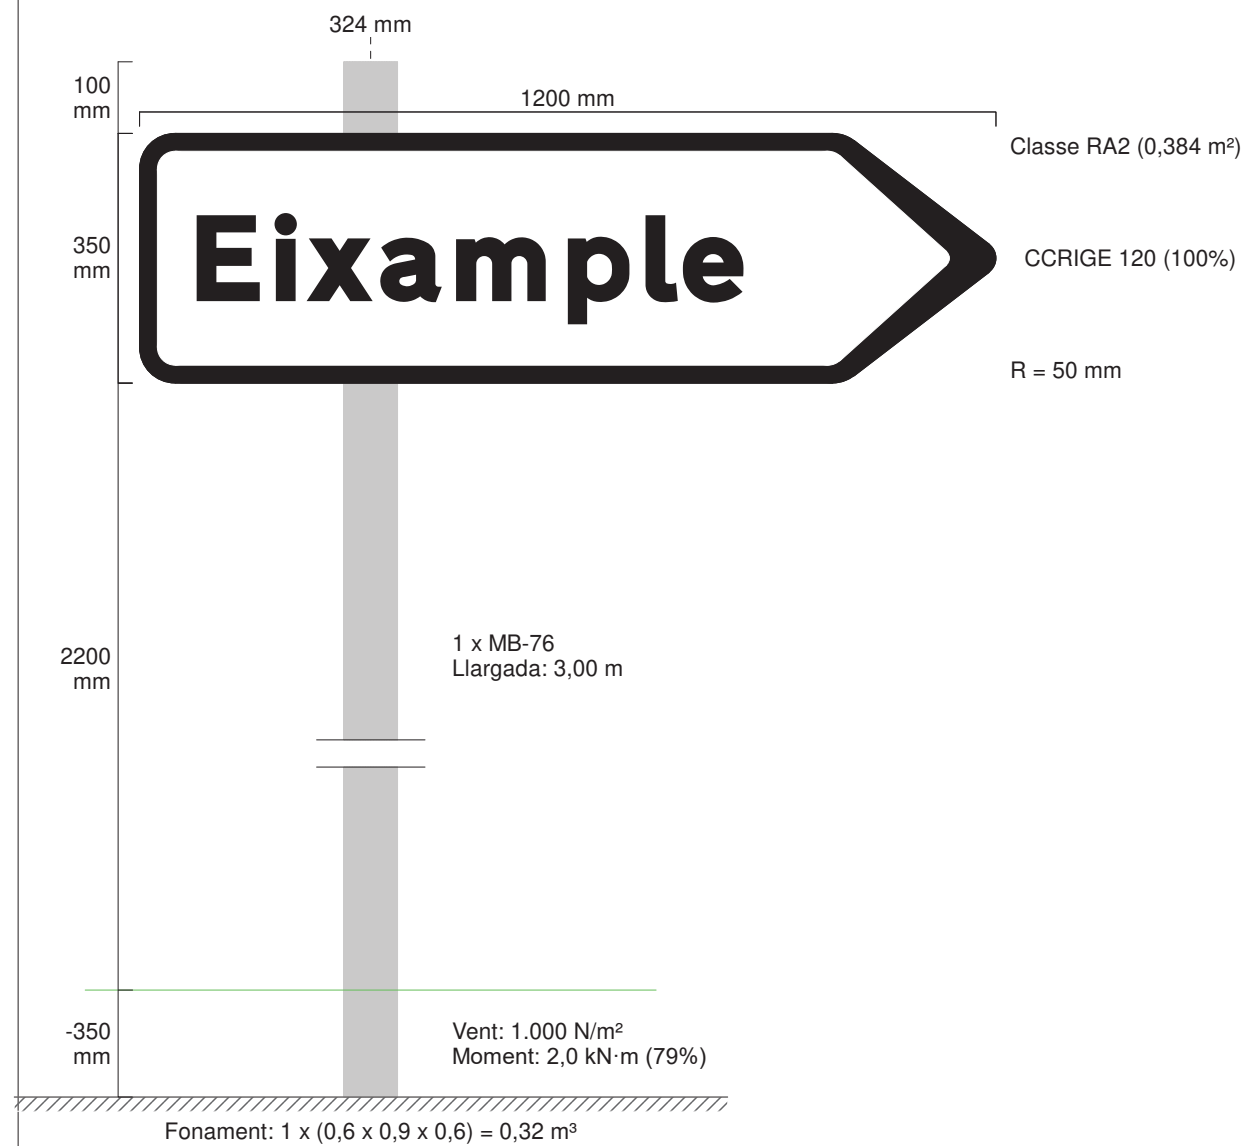 324 mm
100
mm
1200 mm
Classe RA2 (0,384 m²)
350
mm
Eixample
CCRIGE 120 (100%)
R = 50 mm
2200
mm
1 x MB-76
Llargada: 3,00 m
-350
mm
Vent: 1.000 N/m²
Moment: 2,0 kN·m (79%)
Fonament: 1 x (0,6 x 0,9 x 0,6) = 0,32 m³